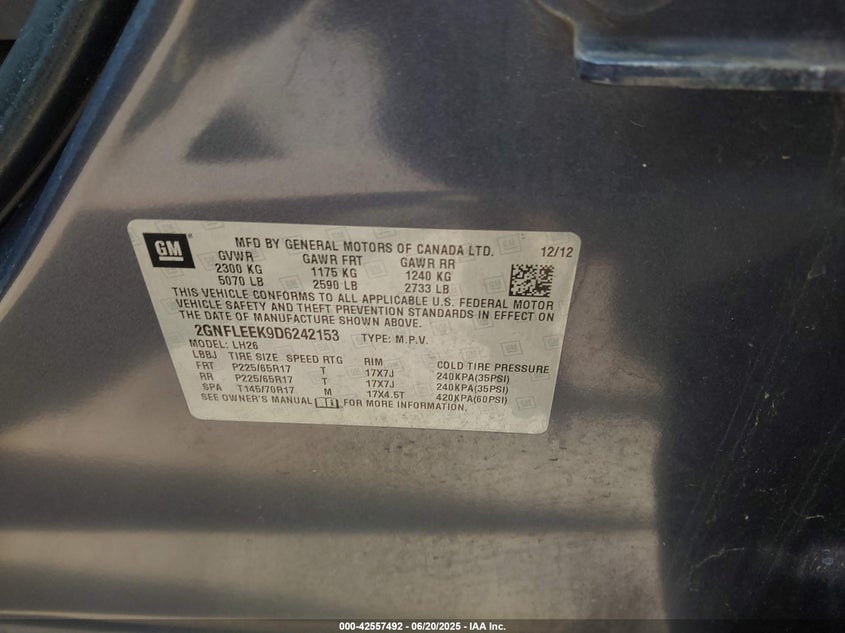 GM
MFD BY GENERAL MOTORS OF CANADA LTD. 12/12
GVWR GAWR FRT GAWR RR
2300 KG 1175 KG 1240 KG
5070 LB 2590 LB 2733 LB
THIS VEHICLE CONFORMS TO ALL APPLICABLE U.S. FEDERAL MOTOR
VEHICLE SAFETY AND THEFT PREVENTION STANDARDS IN EFFECT ON
THE DATE OF MANUFACTURE SHOWN ABOVE.
2GNFLEEK9D6242153 TYPE: M.P.V.
MODEL: LH26
LBBJ TIRE SIZE SPEED RTG RIM COLD TIRE PRESSURE
FRT P225/65R17 T 17X7J 240KPA(35PSI)
RR P225/65R17 T 17X7J 240KPA(35PSI)
SPA T145/70R17 M 17X4.5T 420KPA(60PSI)
SEE OWNER'S MANUAL FOR MORE INFORMATION.
000-42557492 - 06/20/2025 - IAA Inc.